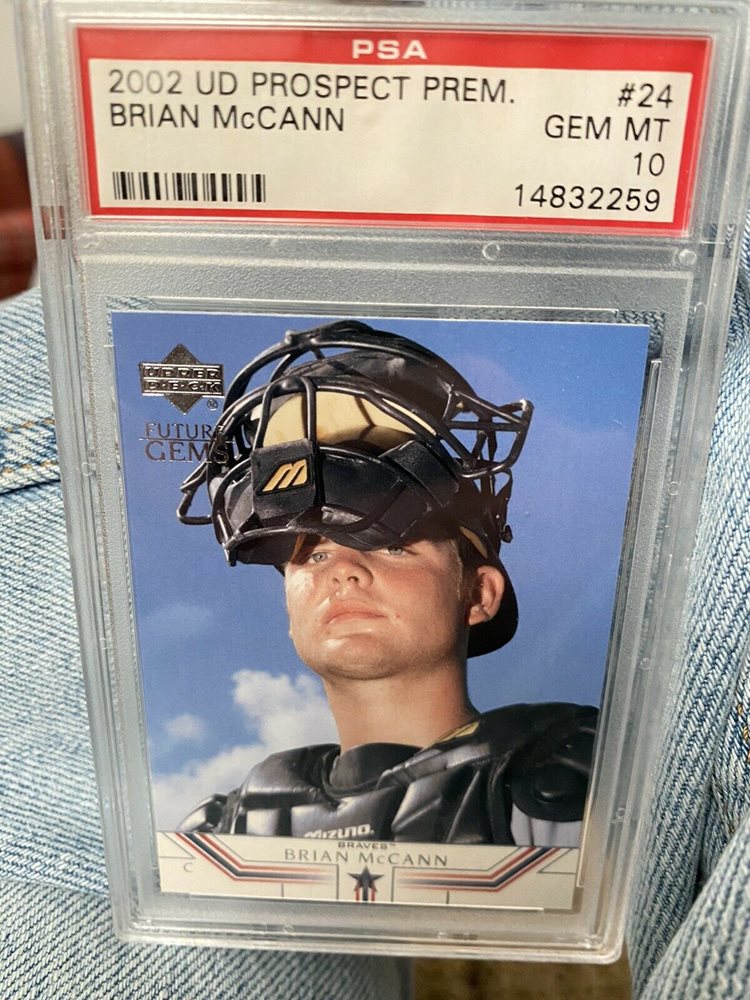 PSA
2002 UD PROSPECT PREM. #24
BRIAN McCANN GEM MT
10
14832259
UPPER
DECK
FUTURE
GEMS
MIZUNO.
BRAVES™
BRIAN McCANN
C